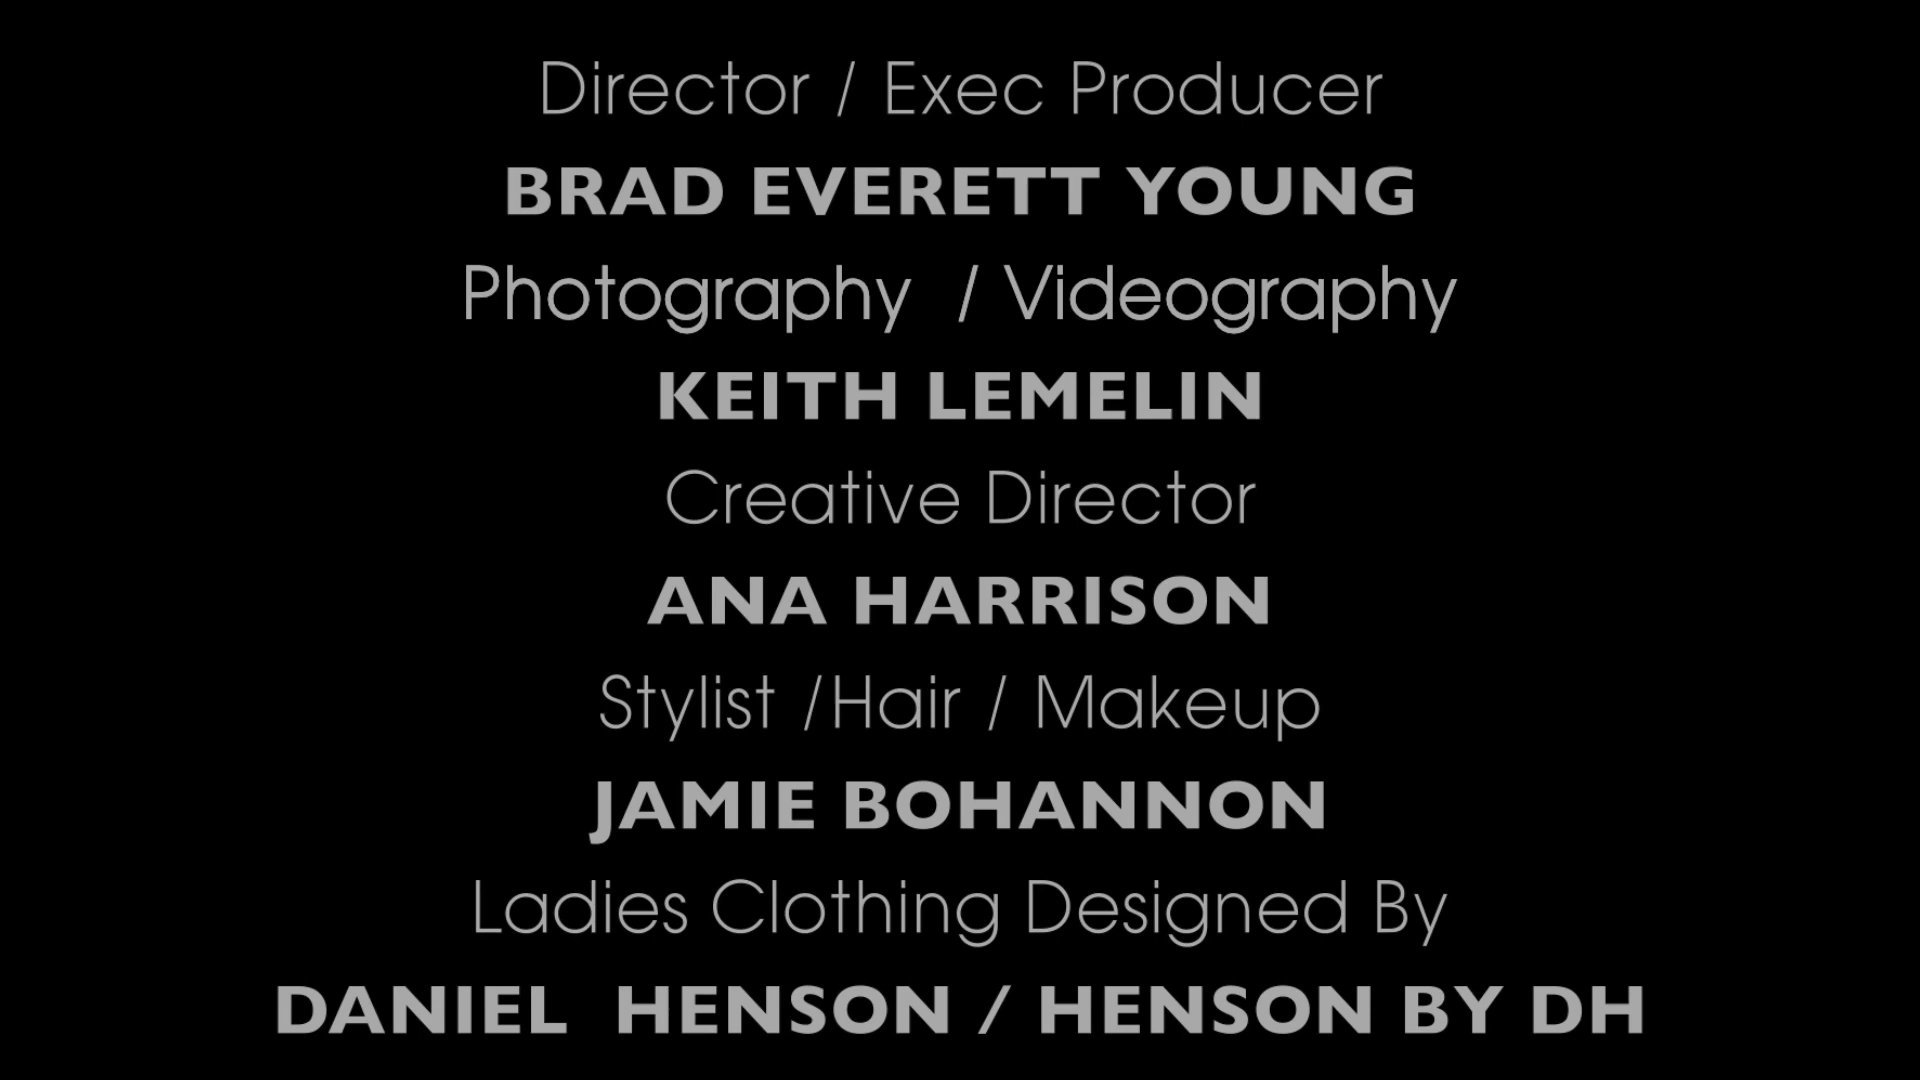 Director / Exec Producer
BRAD EVERETT YOUNG
Photography  / Videography
KEITH LEMELIN
Creative Director
ANA HARRISON
Stylist /Hair / Makeup
JAMIE BOHANNON
Ladies Clothing Designed By
DANIEL  HENSON / HENSON BY DH